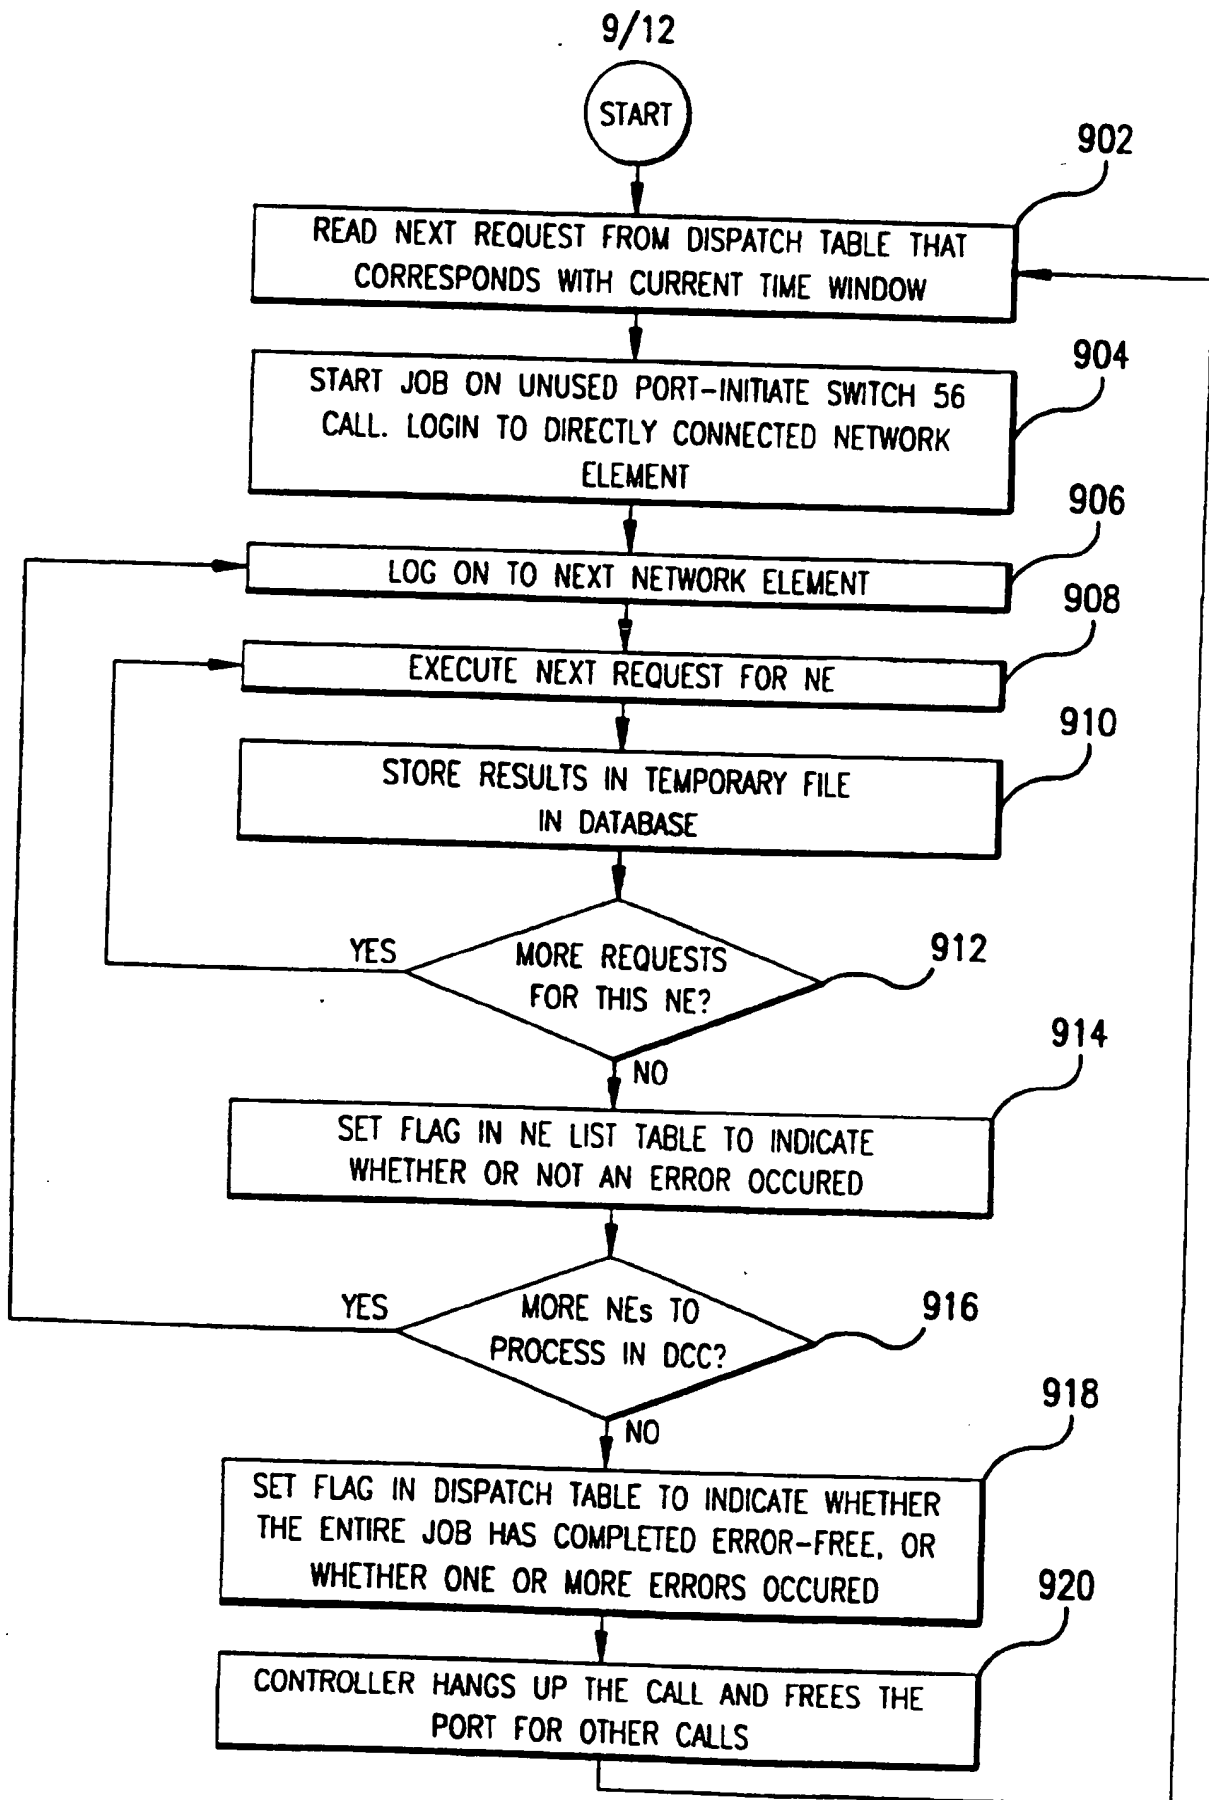 9/12
START
902
READ NEXT REQUEST FROM DISPATCH TABLE THAT
CORRESPONDS WITH CURRENT TIME WINDOW
904
START JOB ON UNUSED PORT-INITIATE SWITCH 56
CALL. LOGIN TO DIRECTLY CONNECTED NETWORK
ELEMENT
906
LOG ON TO NEXT NETWORK ELEMENT
908
EXECUTE NEXT REQUEST FOR NE
910
STORE RESULTS IN TEMPORARY FILE
IN DATABASE
912
YES
MORE REQUESTS
FOR THIS NE?
NO
914
SET FLAG IN NE LIST TABLE TO INDICATE
WHETHER OR NOT AN ERROR OCCURED
916
YES
MORE NEs TO
PROCESS IN DCC?
NO
918
SET FLAG IN DISPATCH TABLE TO INDICATE WHETHER
THE ENTIRE JOB HAS COMPLETED ERROR-FREE, OR
WHETHER ONE OR MORE ERRORS OCCURED
920
CONTROLLER HANGS UP THE CALL AND FREES THE
PORT FOR OTHER CALLS